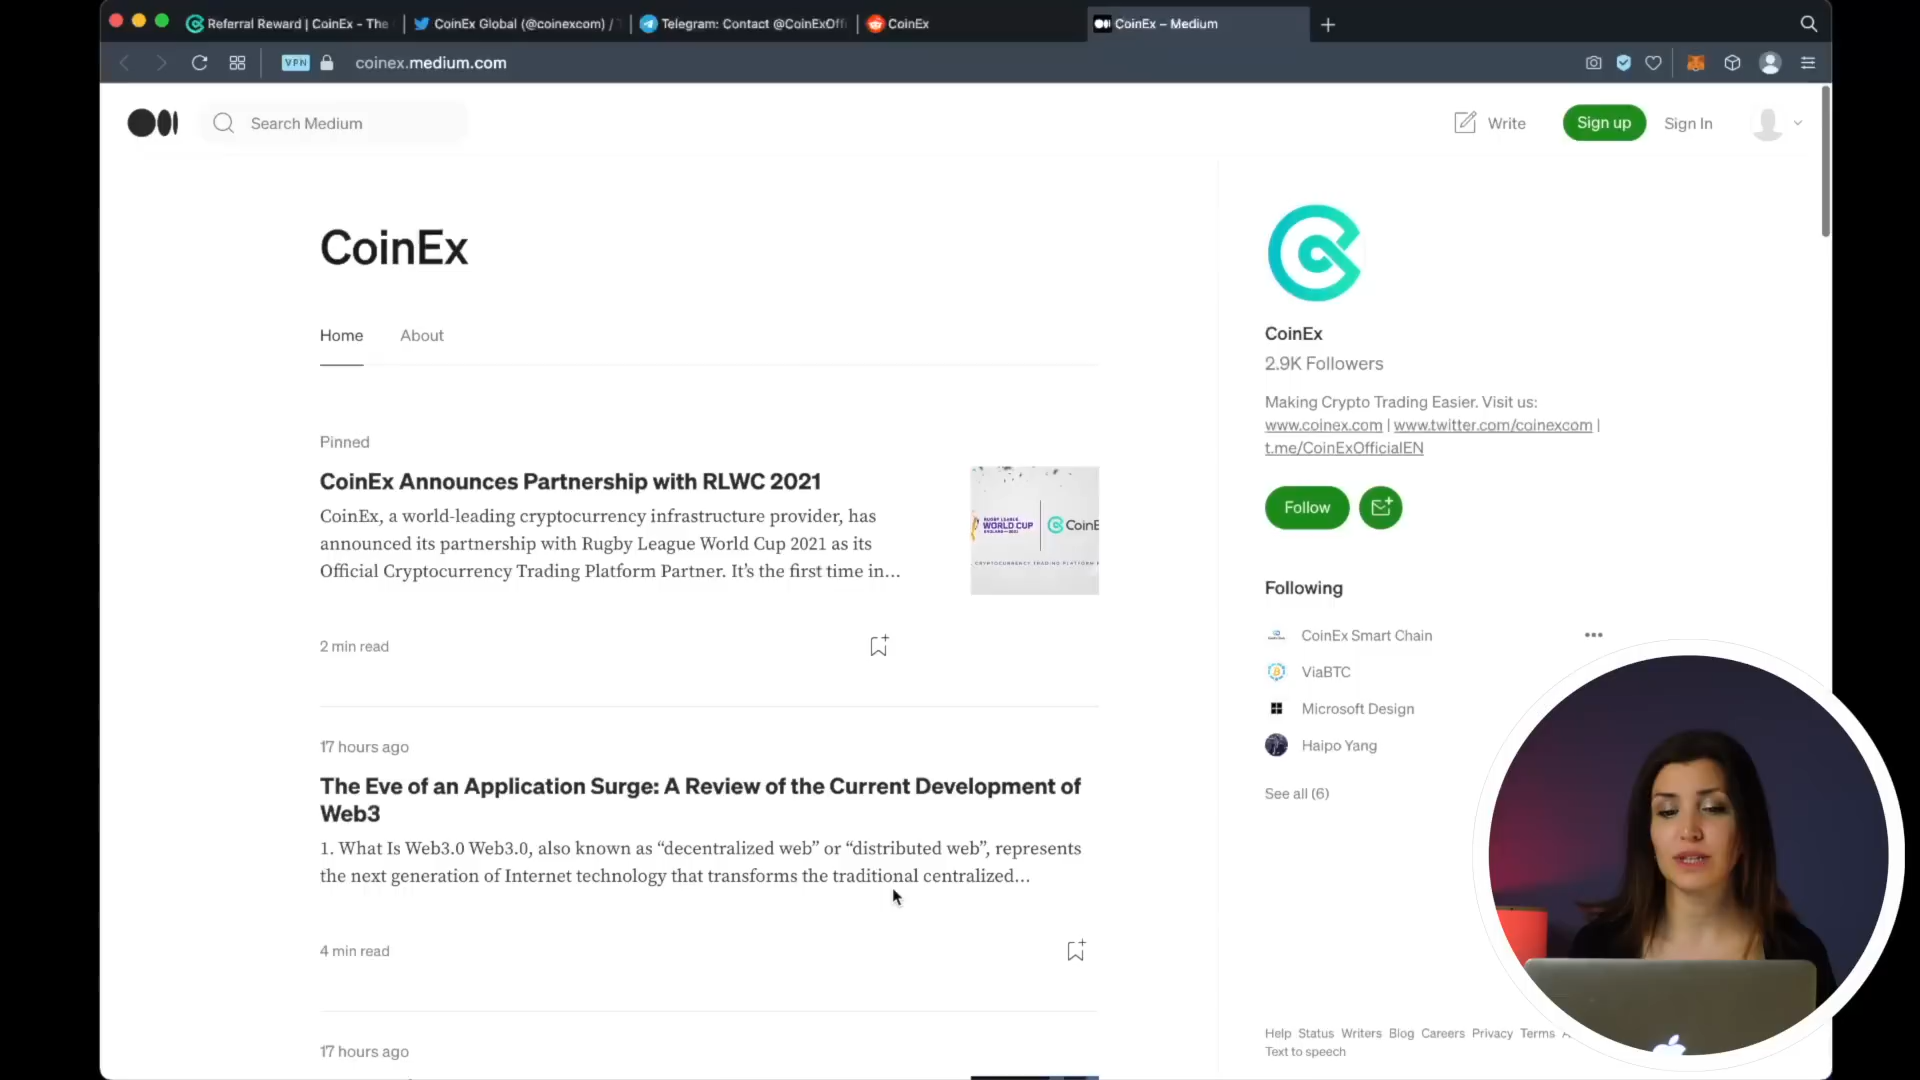 Referral Reward | CoinEx - The
CoinEx Global (@coinexcom) /
Telegram: Contact @CoinExOffi
CoinEx
CoinEx – Medium
VPN
coinex.medium.com
Search Medium
Write
Sign up
Sign In
CoinEx
Home
About
Pinned
CoinEx Announces Partnership with RLWC 2021
CoinEx, a world-leading cryptocurrency infrastructure provider, has
announced its partnership with Rugby League World Cup 2021 as its
Official Cryptocurrency Trading Platform Partner. It’s the first time in…
RUGBY LEAGUE
WORLD CUP
CoinE
CRYPTOCURRENCY TRADING PLATFORM P
2 min read
17 hours ago
The Eve of an Application Surge: A Review of the Current Development of
Web3
1. What Is Web3.0 Web3.0, also known as “decentralized web” or “distributed web”, represents
the next generation of Internet technology that transforms the traditional centralized…
4 min read
17 hours ago
CoinEx
2.9K Followers
Making Crypto Trading Easier. Visit us:
www.coinex.com | www.twitter.com/coinexcom |
t.me/CoinExOfficialEN
Follow
Following
CoinEx Smart Chain
ViaBTC
Microsoft Design
Haipo Yang
See all (6)
Help Status Writers Blog Careers Privacy Terms
Text to speech